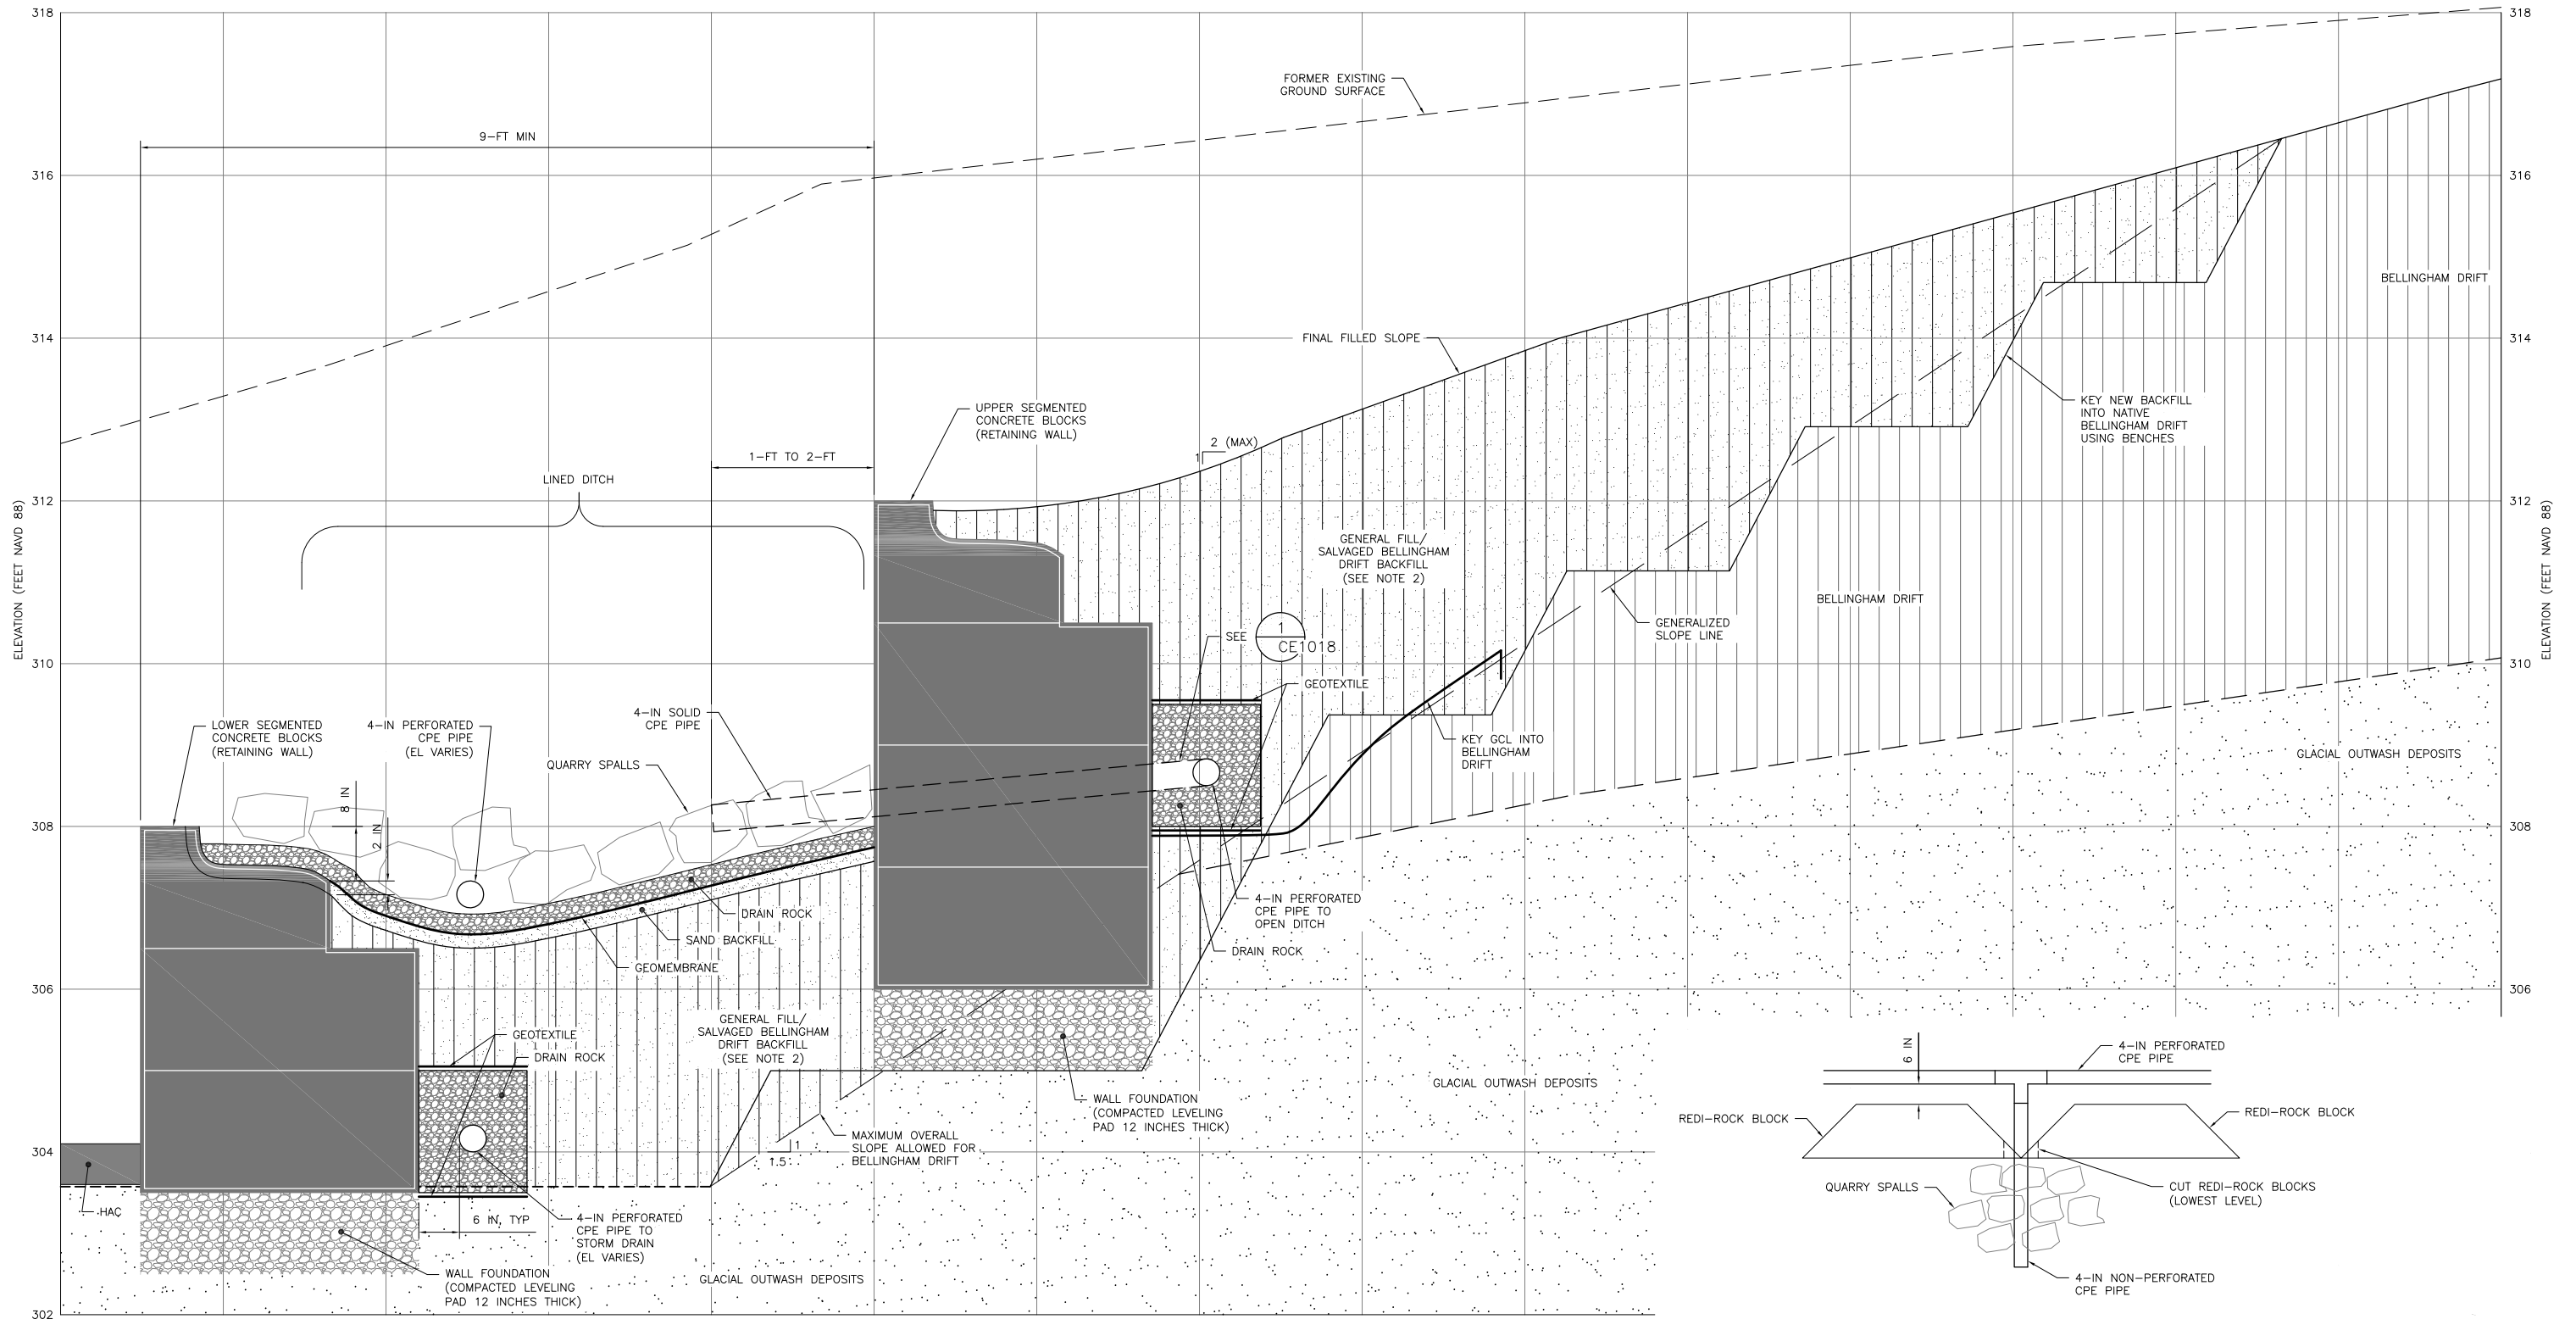 318
318
FORMER EXISTING
GROUND SURFACE
9-FT MIN
316
316
BELLINGHAM DRIFT
314
314
FINAL FILLED SLOPE
UPPER SEGMENTED
CONCRETE BLOCKS
(RETAINING WALL)
KEY NEW BACKFILL
INTO NATIVE
BELLINGHAM DRIFT
USING BENCHES
2 (MAX)
1
1-FT TO 2-FT
LINED DITCH
312
312
ELEVATION (FEET NAVD 88)
ELEVATION (FEET NAVD 88)
GENERAL FILL/
SALVAGED BELLINGHAM
DRIFT BACKFILL
(SEE NOTE 2)
BELLINGHAM DRIFT
GENERALIZED
SLOPE LINE
SEE
1
CE1018
310
310
GEOTEXTILE
4-IN SOLID
CPE PIPE
LOWER SEGMENTED
CONCRETE BLOCKS
(RETAINING WALL)
4-IN PERFORATED
CPE PIPE
(EL VARIES)
KEY GCL INTO
BELLINGHAM
DRIFT
GLACIAL OUTWASH DEPOSITS
QUARRY SPALLS
8 IN
2 IN
308
308
4-IN PERFORATED
CPE PIPE TO
OPEN DITCH
DRAIN ROCK
SAND BACKFILL
DRAIN ROCK
GEOMEMBRANE
306
306
GENERAL FILL/
SALVAGED BELLINGHAM
DRIFT BACKFILL
(SEE NOTE 2)
GEOTEXTILE
DRAIN ROCK
GLACIAL OUTWASH DEPOSITS
WALL FOUNDATION
(COMPACTED LEVELING
PAD 12 INCHES THICK)
MAXIMUM OVERALL
SLOPE ALLOWED FOR
BELLINGHAM DRIFT
1
1.5
304
HAC
6 IN, TYP
4-IN PERFORATED
CPE PIPE TO
STORM DRAIN
(EL VARIES)
WALL FOUNDATION
(COMPACTED LEVELING
PAD 12 INCHES THICK)
GLACIAL OUTWASH DEPOSITS
302
6 IN
4-IN PERFORATED
CPE PIPE
REDI-ROCK BLOCK
REDI-ROCK BLOCK
QUARRY SPALLS
CUT REDI-ROCK BLOCKS
(LOWEST LEVEL)
4-IN NON-PERFORATED
CPE PIPE